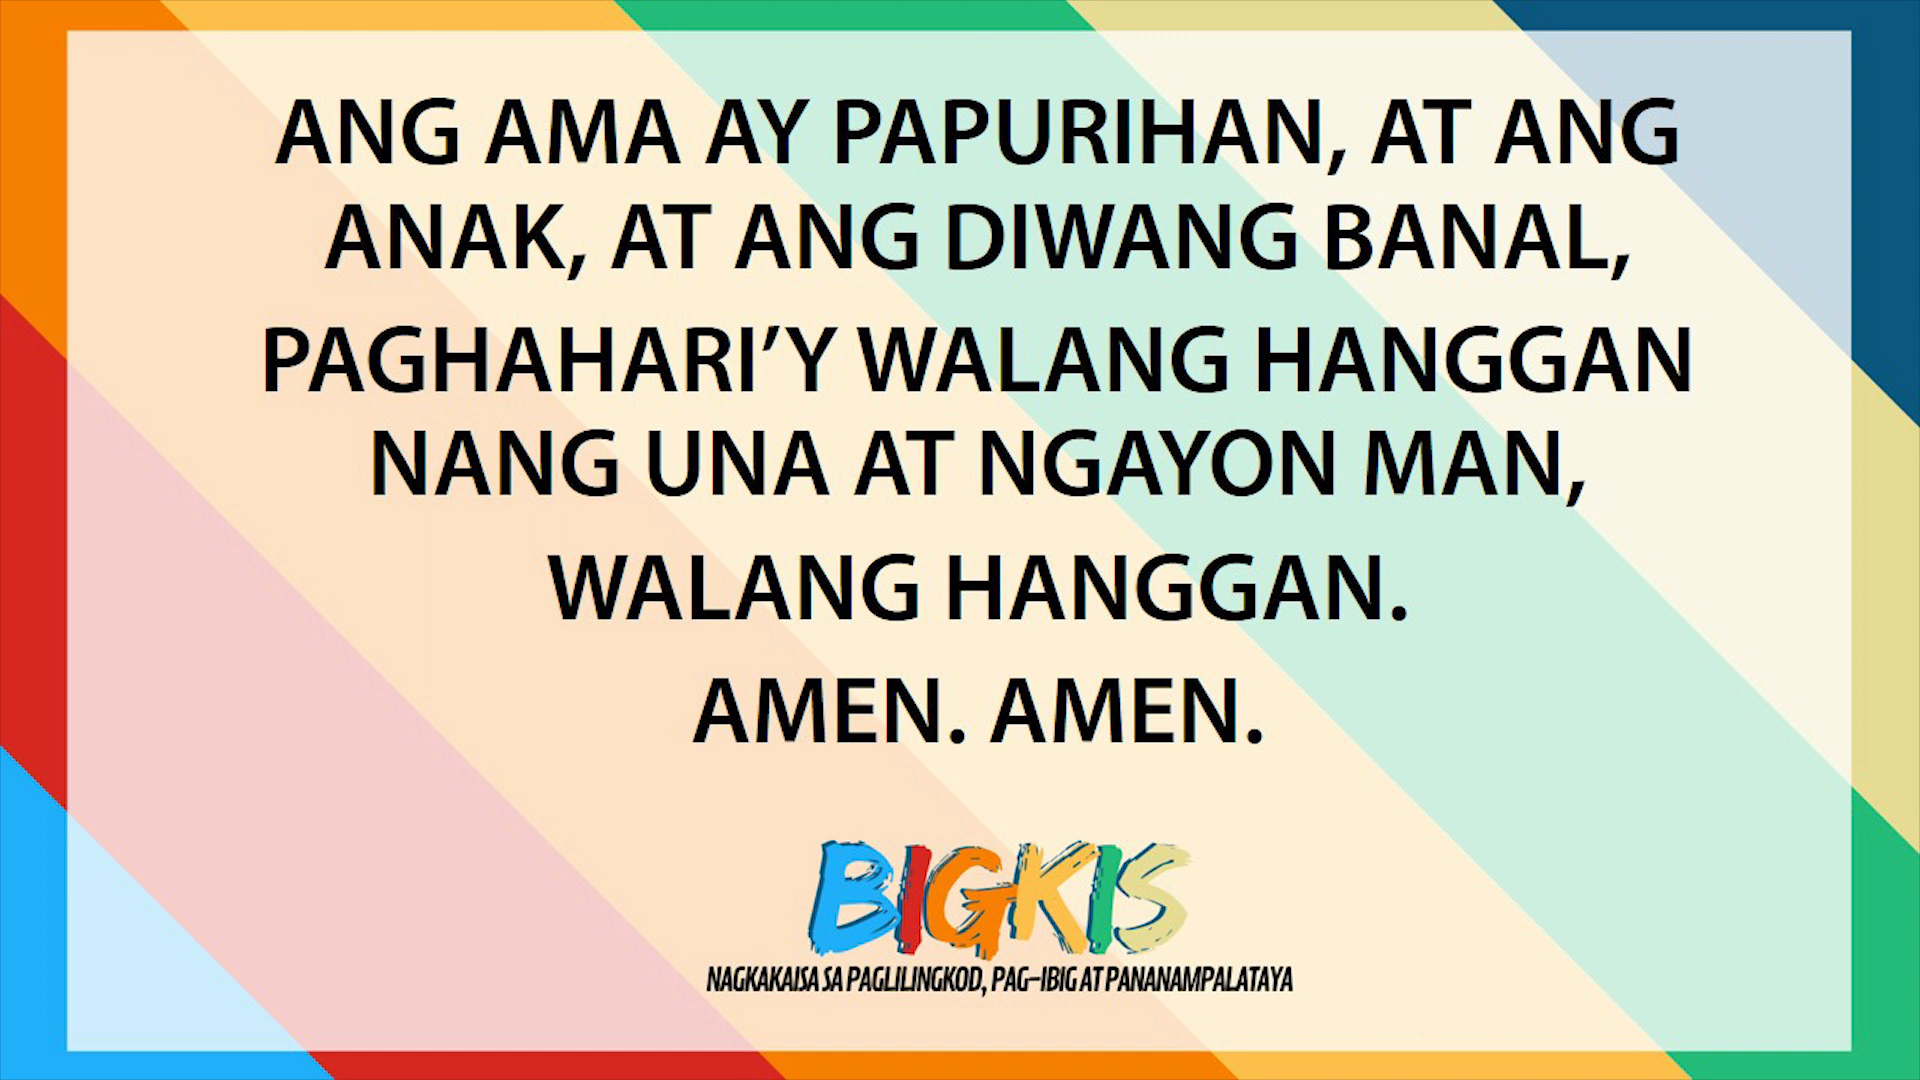 ANG AMA AY PAPURIHAN, AT ANG
ANAK, AT ANG DIWANG BANAL,
PAGHAHARI’Y WALANG HANGGAN
NANG UNA AT NGAYON MAN,
WALANG HANGGAN.
AMEN. AMEN.
BIGKIS
NAGKAKAISA SA PAGLILINGKOD, PAG-IBIG AT PANANAMPALATAYA